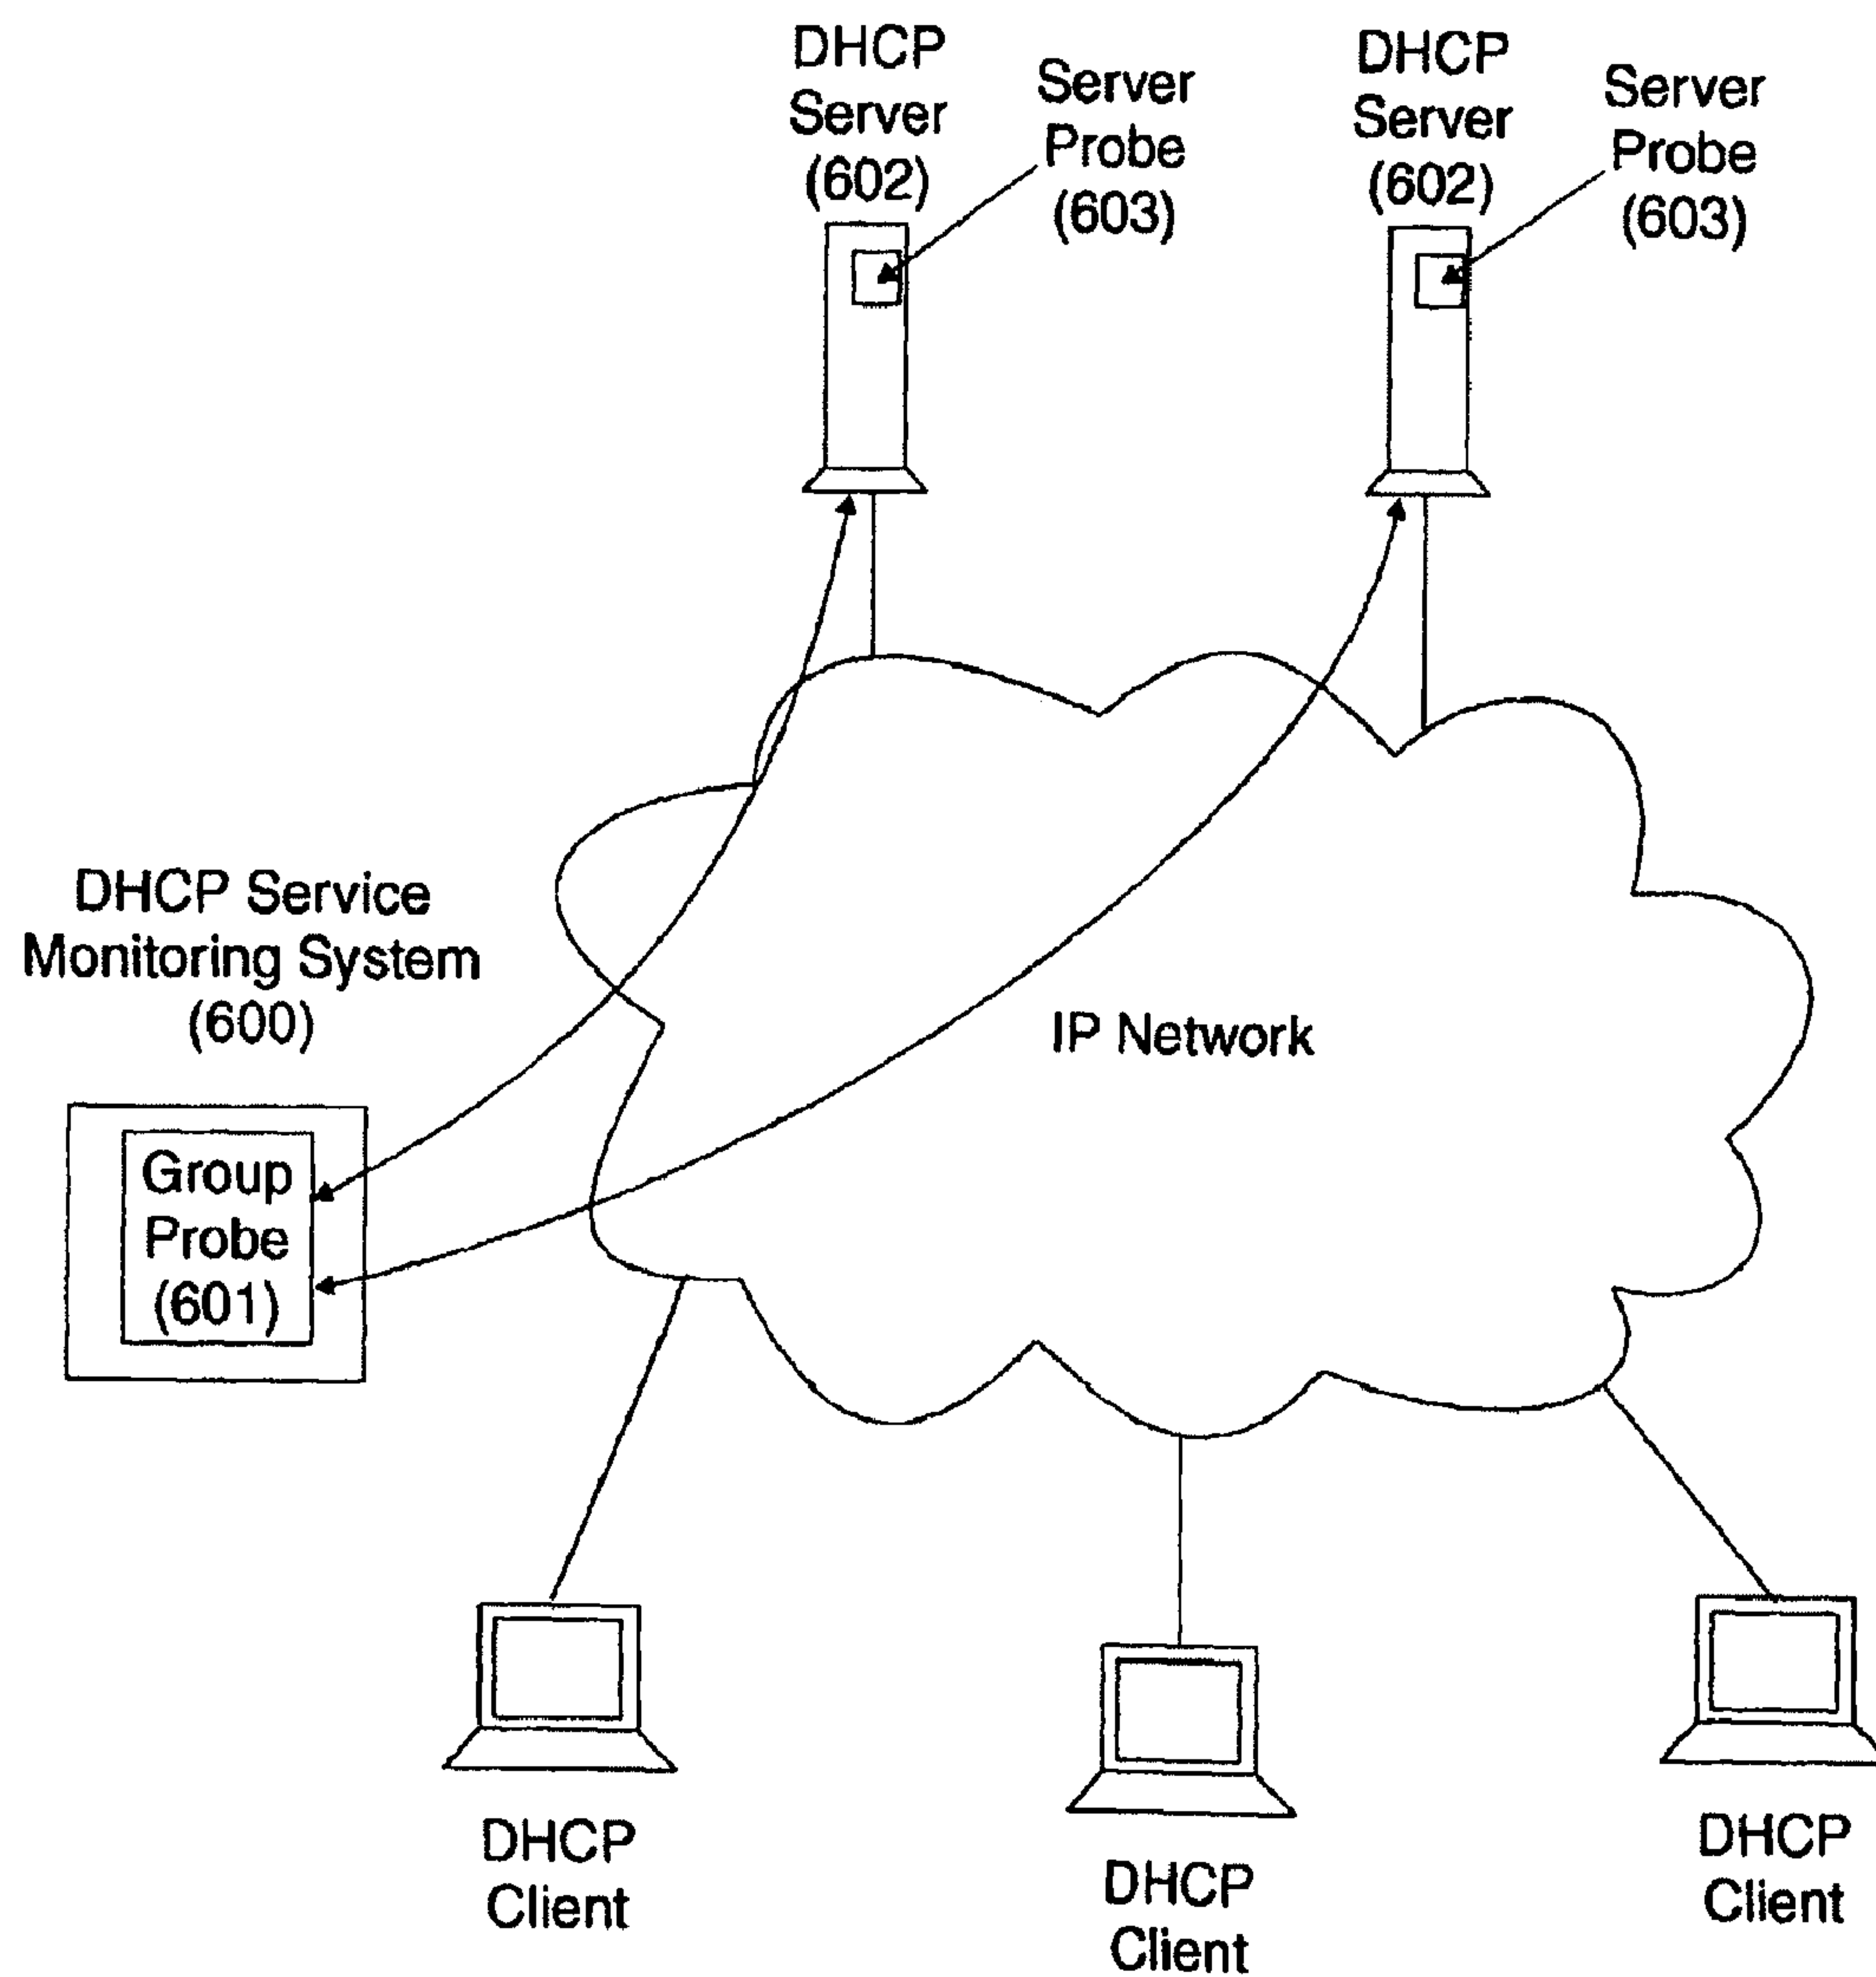 DHCP
Server
(602)
Server
Probe
(603)
DHCP
Server
(602)
Server
Probe
(603)
DHCP Service
Monitoring System
(600)
Group
Probe
(601)
IP Network
DHCP
Client
DHCP
Client
DHCP
Client